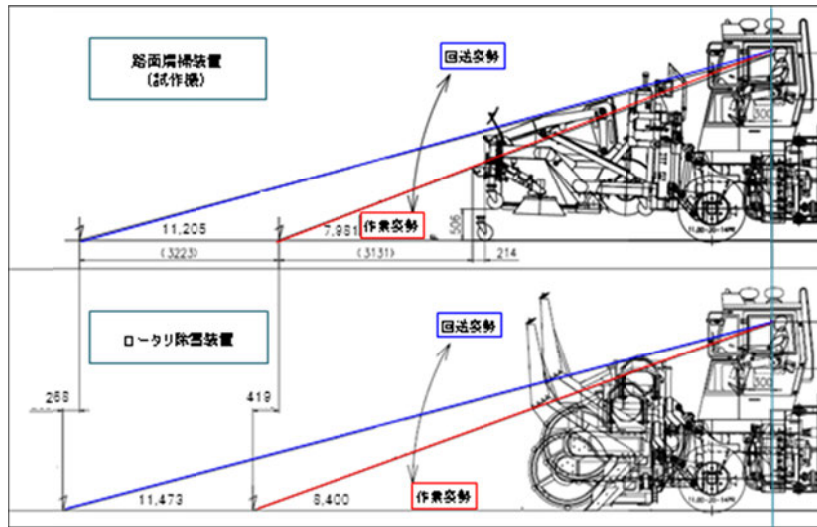 路面清掃装置
(試作機)
回送姿勢
300
506
11,205
7,981
作業姿勢
(3223)
(3131)
214
ロータリ除雪装置
回送姿勢
300
268
419
11,473
8,400
作業姿勢